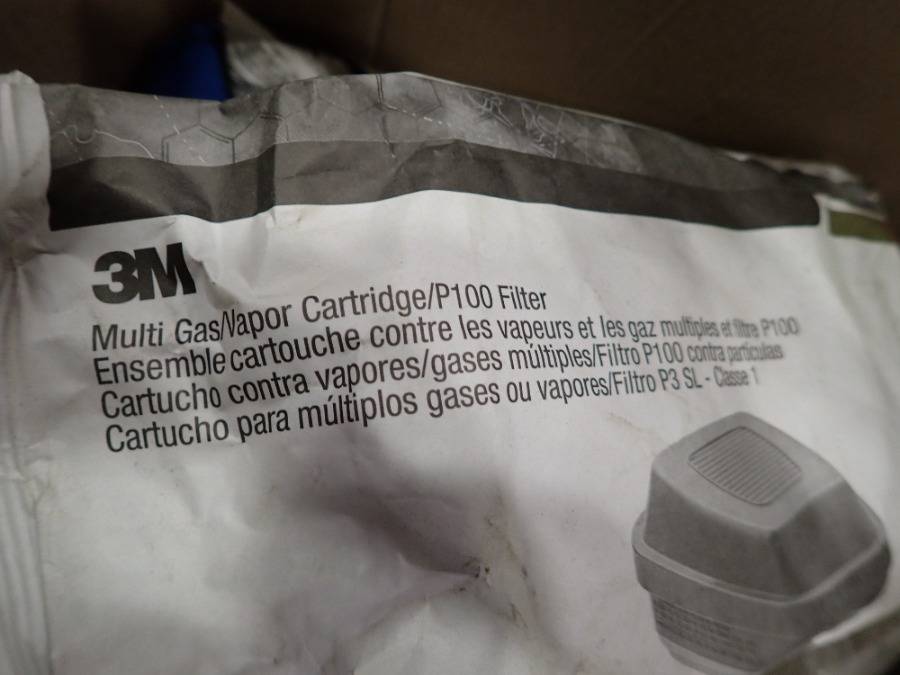 3M
Multi Gas/Vapor Cartridge/P100 Filter
Ensemble cartouche contre les vapeurs et les gaz multiples et filtre P100
Cartucho contra vapores/gases múltiples/Filtro P100 contra partículas
Cartucho para múltiplos gases ou vapores/Filtro P3 SL - Classe 1